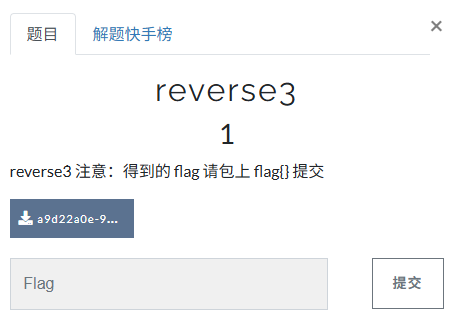 题目 解题快手榜 ×
reverse3
1
reverse3 注意：得到的 flag 请包上 flag{} 提交
a9d22a0e-9...
Flag 提交